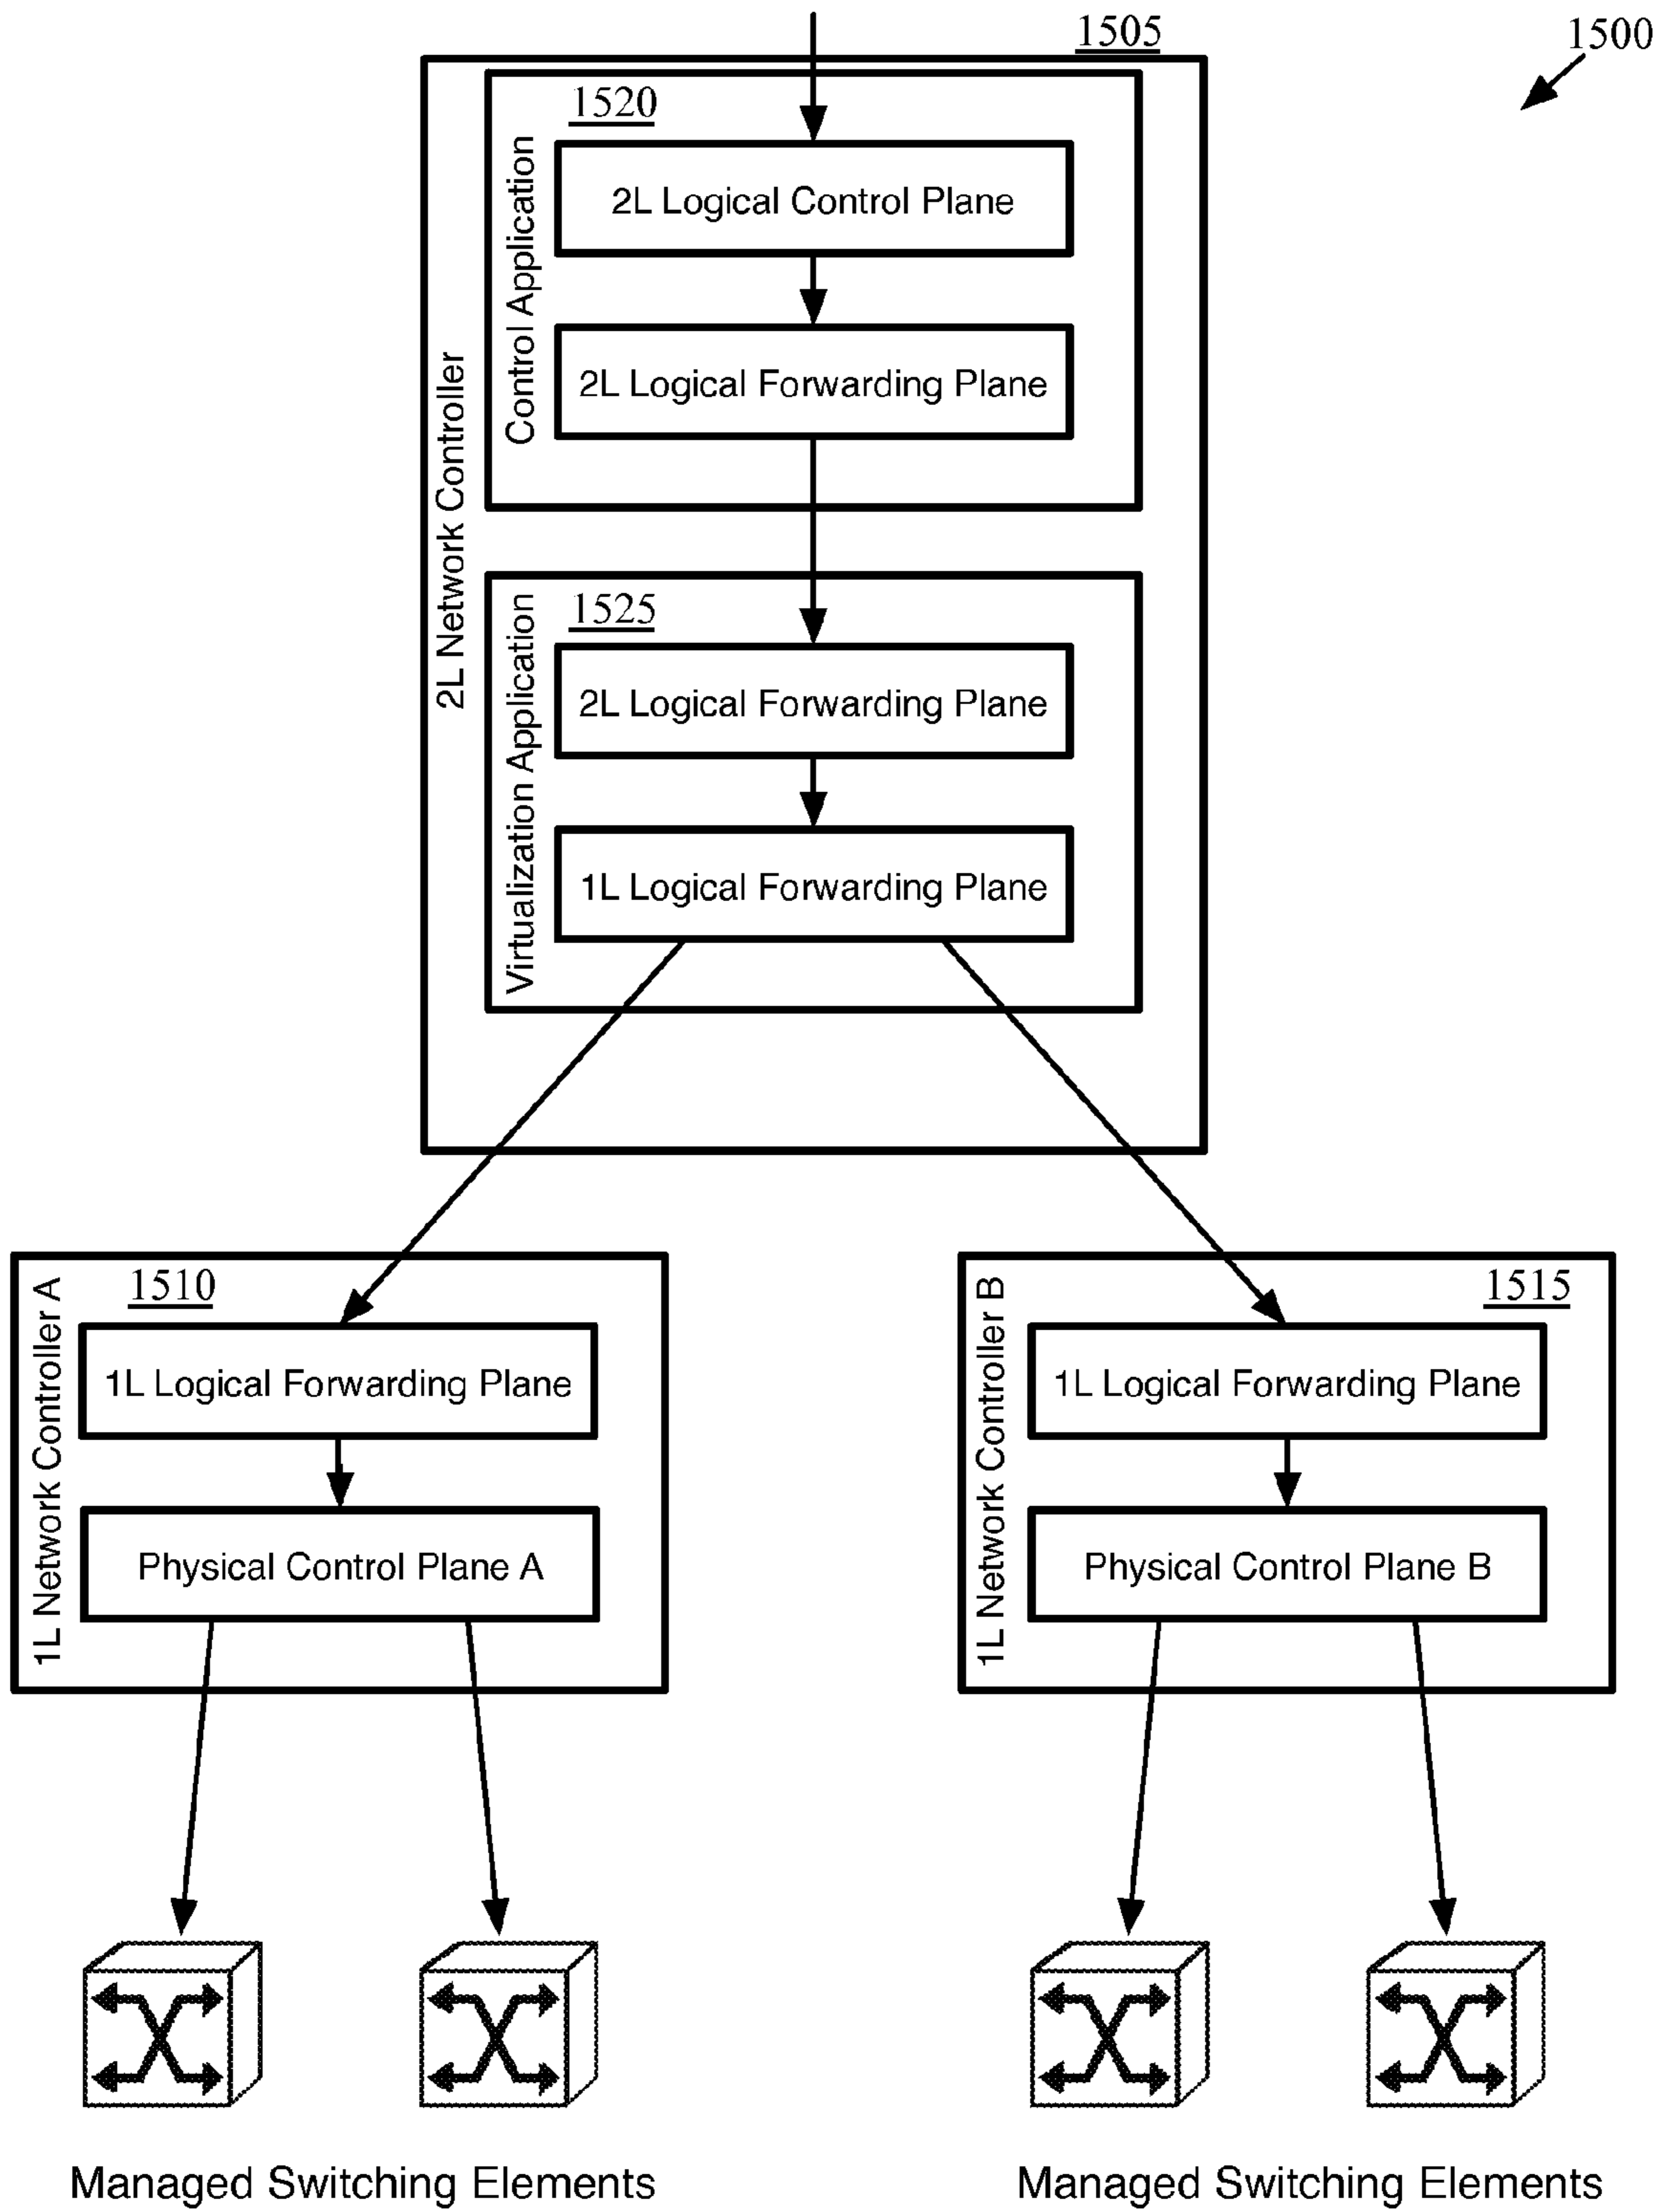 1505
1500
2L Network Controller
Control Application
1520
2L Logical Control Plane
2L Logical Forwarding Plane
Virtualization Application
1525
2L Logical Forwarding Plane
1L Logical Forwarding Plane
1L Network Controller A
1510
1L Logical Forwarding Plane
Physical Control Plane A
1L Network Controller B
1515
1L Logical Forwarding Plane
Physical Control Plane B
Managed Switching Elements
Managed Switching Elements